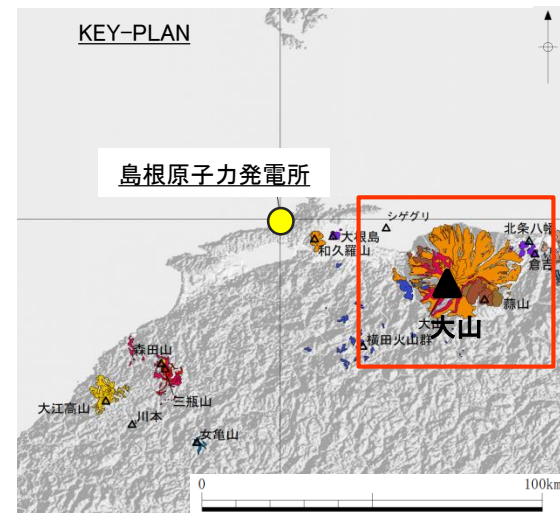 KEY-PLAN
島根原子力発電所
シゲグリ
北条八幡
大根島
和久羅山
倉吉
蒜山
大山
横田火山群
森田山
大江高山
三瓶山
川本
女亀山
0
100km